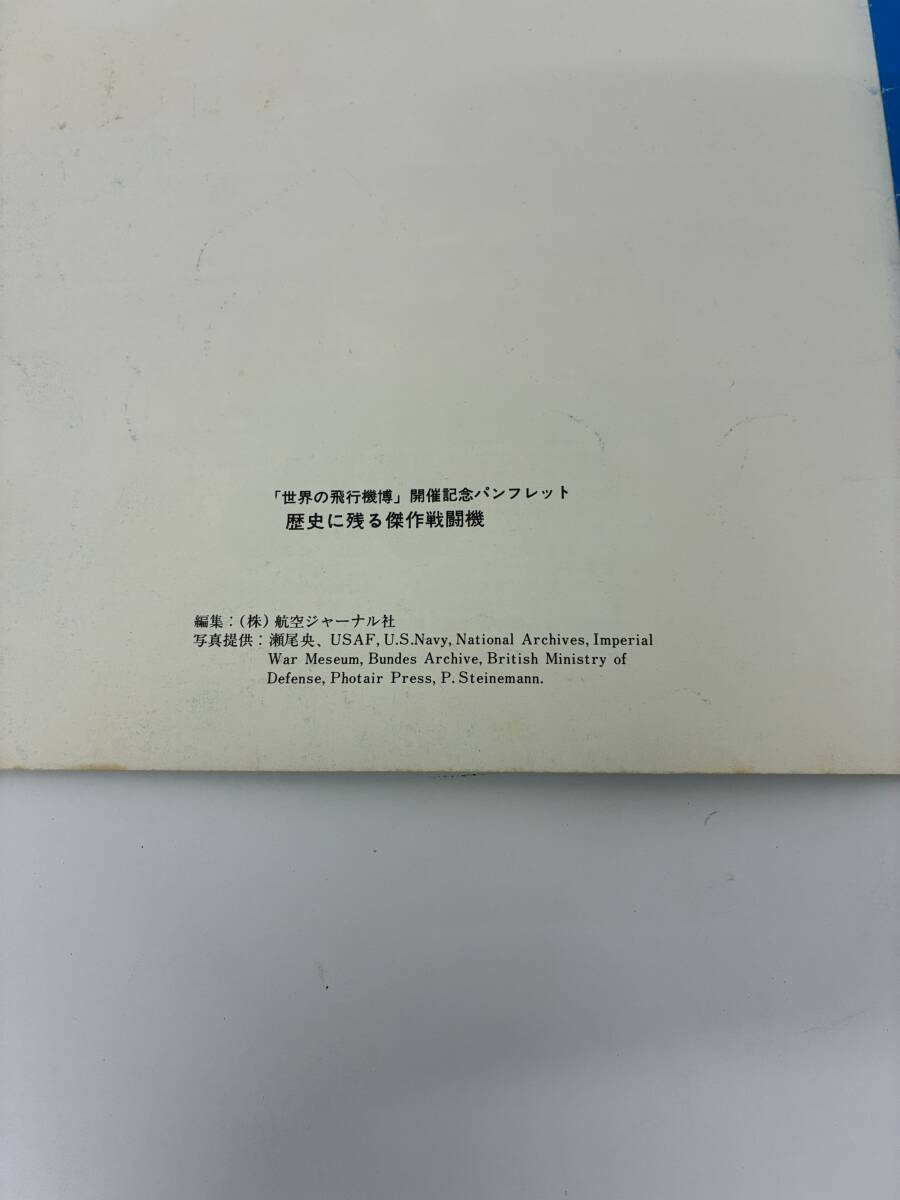 「世界の飛行機博」開催記念パンフレット
歴史に残る傑作戦闘機
編集：(株) 航空ジャーナル社
写真提供：瀬尾央、USAF, U.S.Navy, National Archives, Imperial
War Meseum, Bundes Archive, British Ministry of
Defense, Photair Press, P. Steinemann.